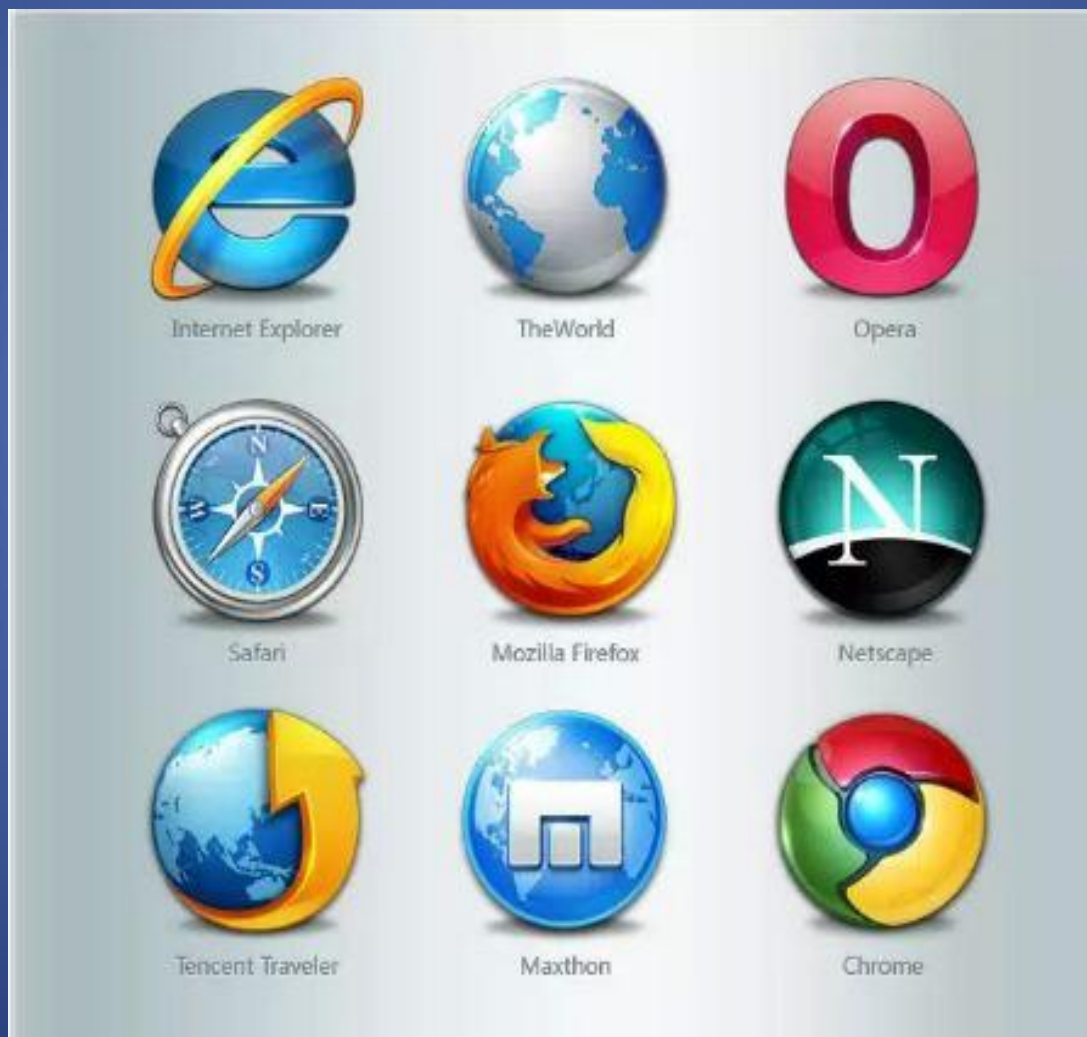 Internet Explorer
TheWorld
Opera
N
W
E
S
Safari
Mozilla Firefox
N
Netscape
Tencent Traveler
Maxthon
Chrome